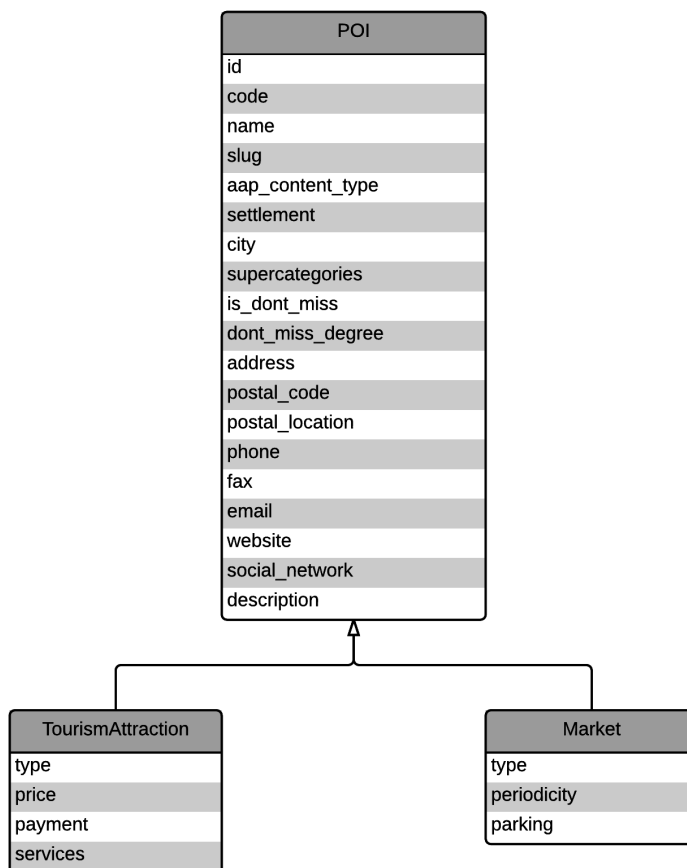 POI
id
code
name
slug
aap_content_type
settlement
city
supercategories
is_dont_miss
dont_miss_degree
address
postal_code
postal_location
phone
fax
email
website
social_network
description
TourismAttraction
type
price
payment
services
Market
type
periodicity
parking